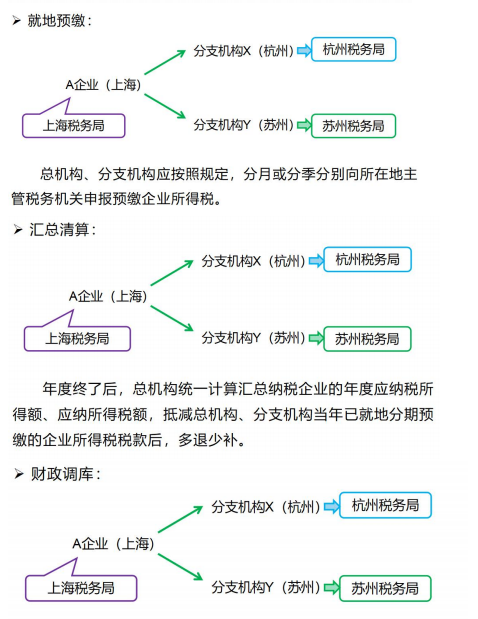 ➢ 就地预缴：
分支机构X（杭州）
杭州税务局
A企业（上海）
上海税务局
分支机构Y（苏州）
苏州税务局
总机构、分支机构应按照规定，分月或分季分别向所在地主
管税务机关申报预缴企业所得税。
➢ 汇总清算：
分支机构X（杭州）
杭州税务局
A企业（上海）
上海税务局
分支机构Y（苏州）
苏州税务局
年度终了后，总机构统一计算汇总纳税企业的年度应纳税所
得额、应纳所得税额，抵减总机构、分支机构当年已就地分期预
缴的企业所得税税款后，多退少补。
➢ 财政调库：
分支机构X（杭州）
杭州税务局
A企业（上海）
上海税务局
分支机构Y（苏州）
苏州税务局